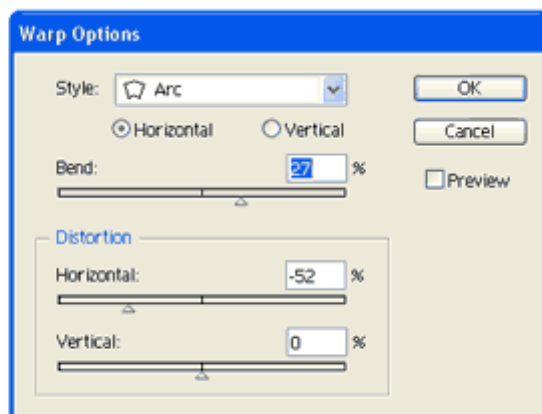 Warp Options
Style: Arc OK
Horizontal Vertical Cancel
Bend: 27 % Preview
Distortion
Horizontal: -52 %
Vertical: 0 %